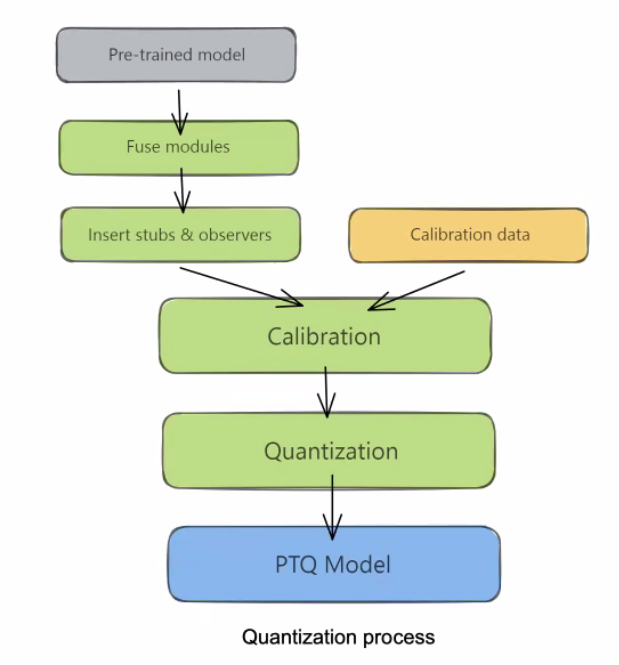 Pre-trained model
Fuse modules
Insert stubs & observers
Calibration data
Calibration
Quantization
PTQ Model
Quantization process